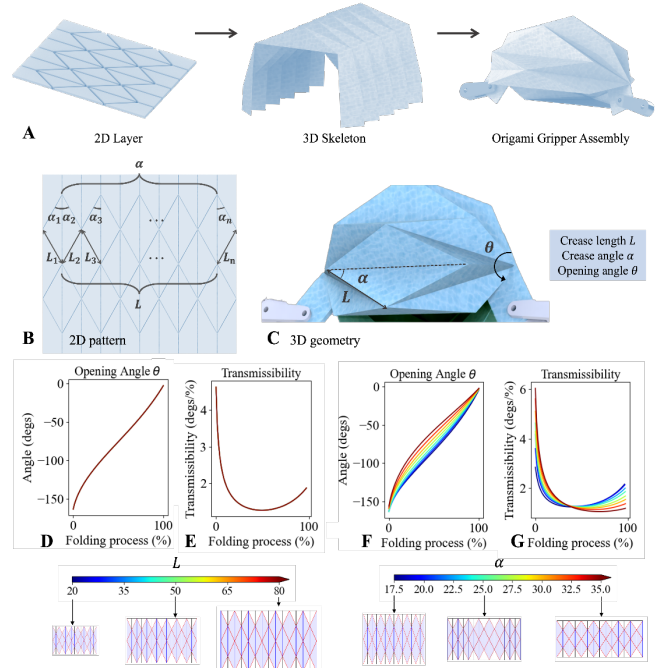 A
2D Layer
3D Skeleton
Origami Gripper Assembly
α
α₁ α₂ α₃ ... αₙ
L₁ L₂ L₃ ... Lₙ
L
B 2D pattern
θ
α
L
C 3D geometry
Crease length L
Crease angle α
Opening angle θ
Opening Angle θ
Angle (degs)
0
−50
−100
−150
0 100
D Folding process (%)
Transmissibility
Transmissibility (degs/%)
4
3
2
0 100
E Folding process (%)
Opening Angle θ
Angle (degs)
0
−50
−100
−150
0 100
F Folding process (%)
Transmissibility
Transmissibility (degs/%)
6
4
2
0 100
G Folding process (%)
L
20 35 50 65 80
α
17.5 20.0 22.5 25.0 27.5 30.0 32.5 35.0